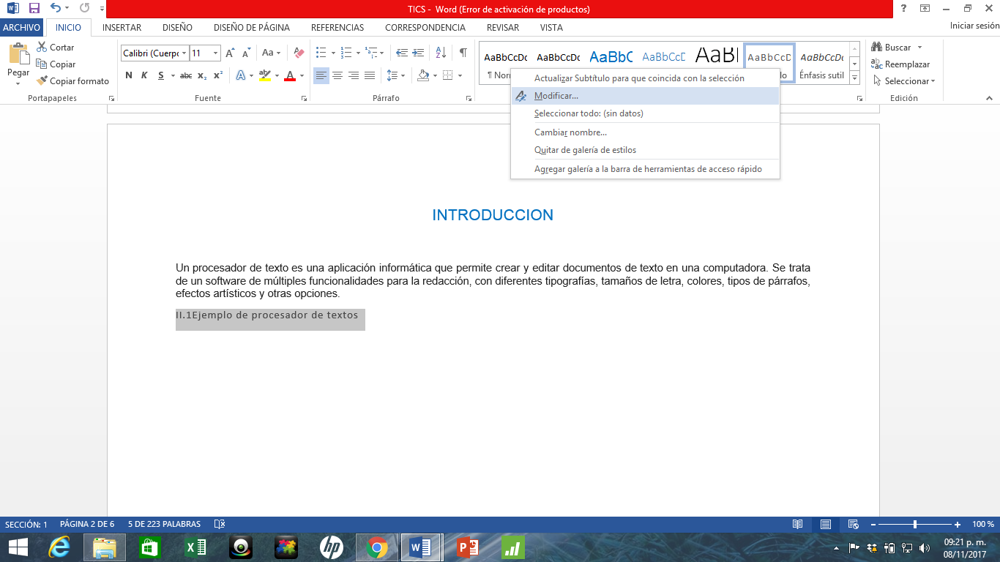 TICS - Word (Error de activación de productos)
ARCHIVO INICIO INSERTAR DISEÑO DISEÑO DE PÁGINA REFERENCIAS CORRESPONDENCIA REVISAR VISTA Iniciar sesión
Pegar
Cortar
Copiar
Copiar formato
Portapapeles
Calibri (Cuerpo 11
N K S abc x₂ x²
Fuente
Párrafo
AaBbCcDc AaBbCcDc AaBbC AaBbCcD AaBl AaBbCcD AaBbCcDc
¶ Norr
lo Énfasis sutil
Buscar
Reemplazar
Seleccionar
Edición
Actualizar Subtítulo para que coincida con la selección
Modificar...
Seleccionar todo: (sin datos)
Cambiar nombre...
Quitar de galería de estilos
Agregar galería a la barra de herramientas de acceso rápido
INTRODUCCION
Un procesador de texto es una aplicación informática que permite crear y editar documentos de texto en una computadora. Se trata
de un software de múltiples funcionalidades para la redacción, con diferentes tipografías, tamaños de letra, colores, tipos de párrafos,
efectos artísticos y otras opciones.
II.1Ejemplo de procesador de textos
SECCIÓN: 1 PÁGINA 2 DE 6 5 DE 223 PALABRAS 100 %
09:21 p. m.
08/11/2017